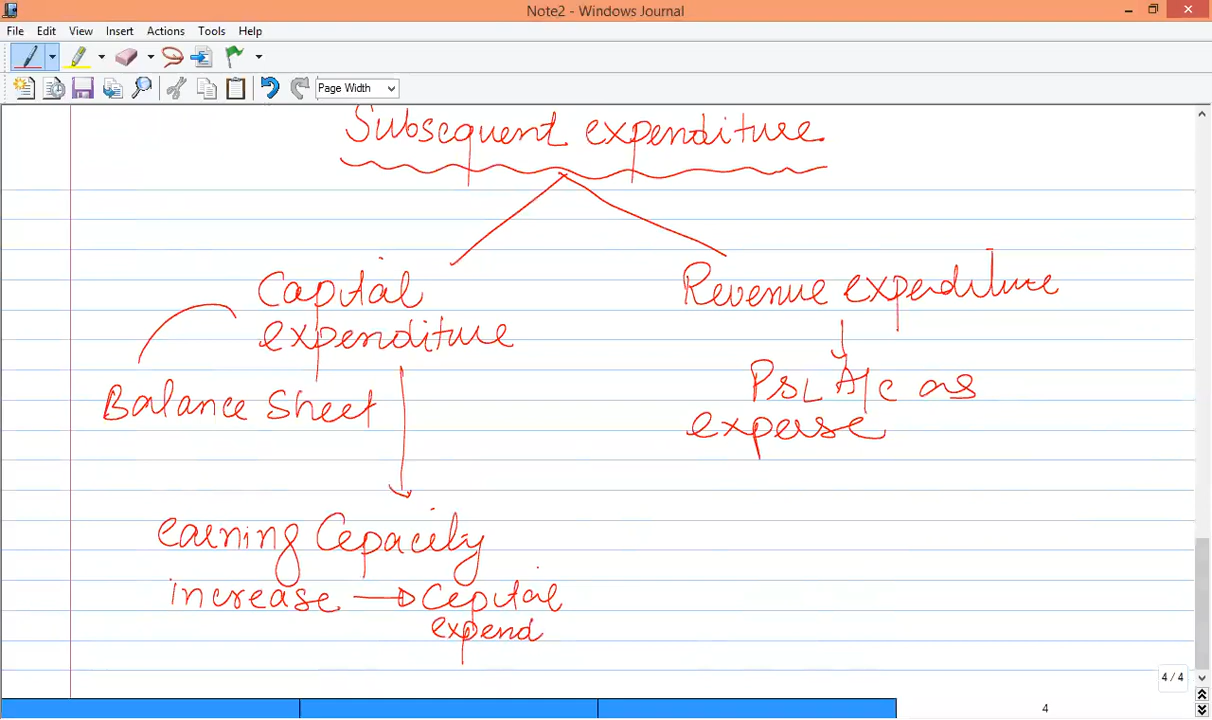 Note2 - Windows Journal
File Edit View Insert Actions Tools Help
Page Width
Subsequent expenditure
Capital
expenditure
Revenue expenditure
Balance Sheet
P&L A/c as
expense
earning Capacity
increase → Capital
expend
4 / 4
4